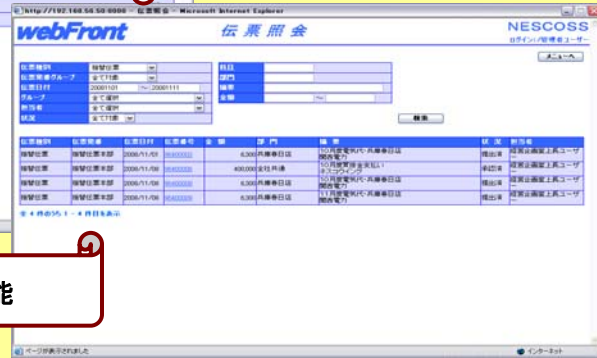 http://192.168.50.50:8080 - 伝票照会 - Microsoft Internet Explorer
webFront
伝票照会
NESCOSS
ログイン:管理者ユーザー
メニューへ
伝票種別 振替伝票 科目
伝票発番グループ 全て対象 部門
伝票日付 20001101 ~ 20001111 摘要
グループ 全て選択 金額 ~
担当者 全て選択
状況 全て対象
検索
伝票種別 伝票発番 伝票日付 伝票番号 金額 部門 摘要 状況 担当者
振替伝票 振替伝票本部 2006/11/01 6,300 兵庫春日店 10月度電気代・兵庫春日店 関西電力 提出済 経営企画室上長ユーザー
振替伝票 振替伝票本部 2006/11/06 400,000 全社共通 10月度買掛金支払い ネスコウイング 承認済 経営企画室上長ユーザー
振替伝票 振替伝票本部 2006/11/08 6,300 兵庫春日店 10月度電気代・兵庫春日店 関西電力 提出済 経営企画室上長ユーザー
振替伝票 振替伝票本部 2006/11/08 6,300 兵庫春日店 11月度電気代・兵庫春日店 関西電力 提出済 経営企画室上長ユーザー
全 4 件のうち 1 - 4 件目を表示
能
ページが表示されました
インターネット